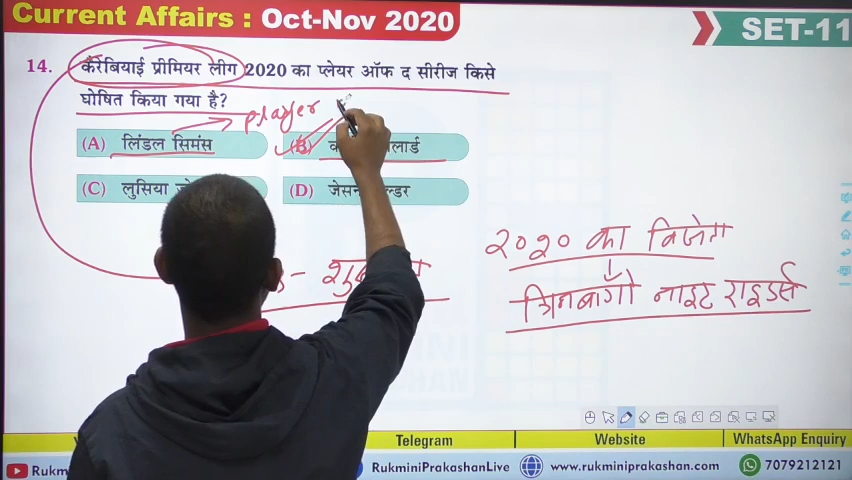 Current Affairs : Oct-Nov 2020
SET-11
14. कैरेबियाई प्रीमियर लीग 2020 का प्लेयर ऑफ द सीरीज किसे
घोषित किया गया है?
player
(A) लिंडल सिमंस
(B)
(C) लुसिया
(D) जेसन
2020 का विजेता
त्रिनबागो नाइट राइडर्स
Telegram
Website
WhatsApp Enquiry
Rukm
RukminiPrakashanLive
www.rukminiprakashan.com
7079212121